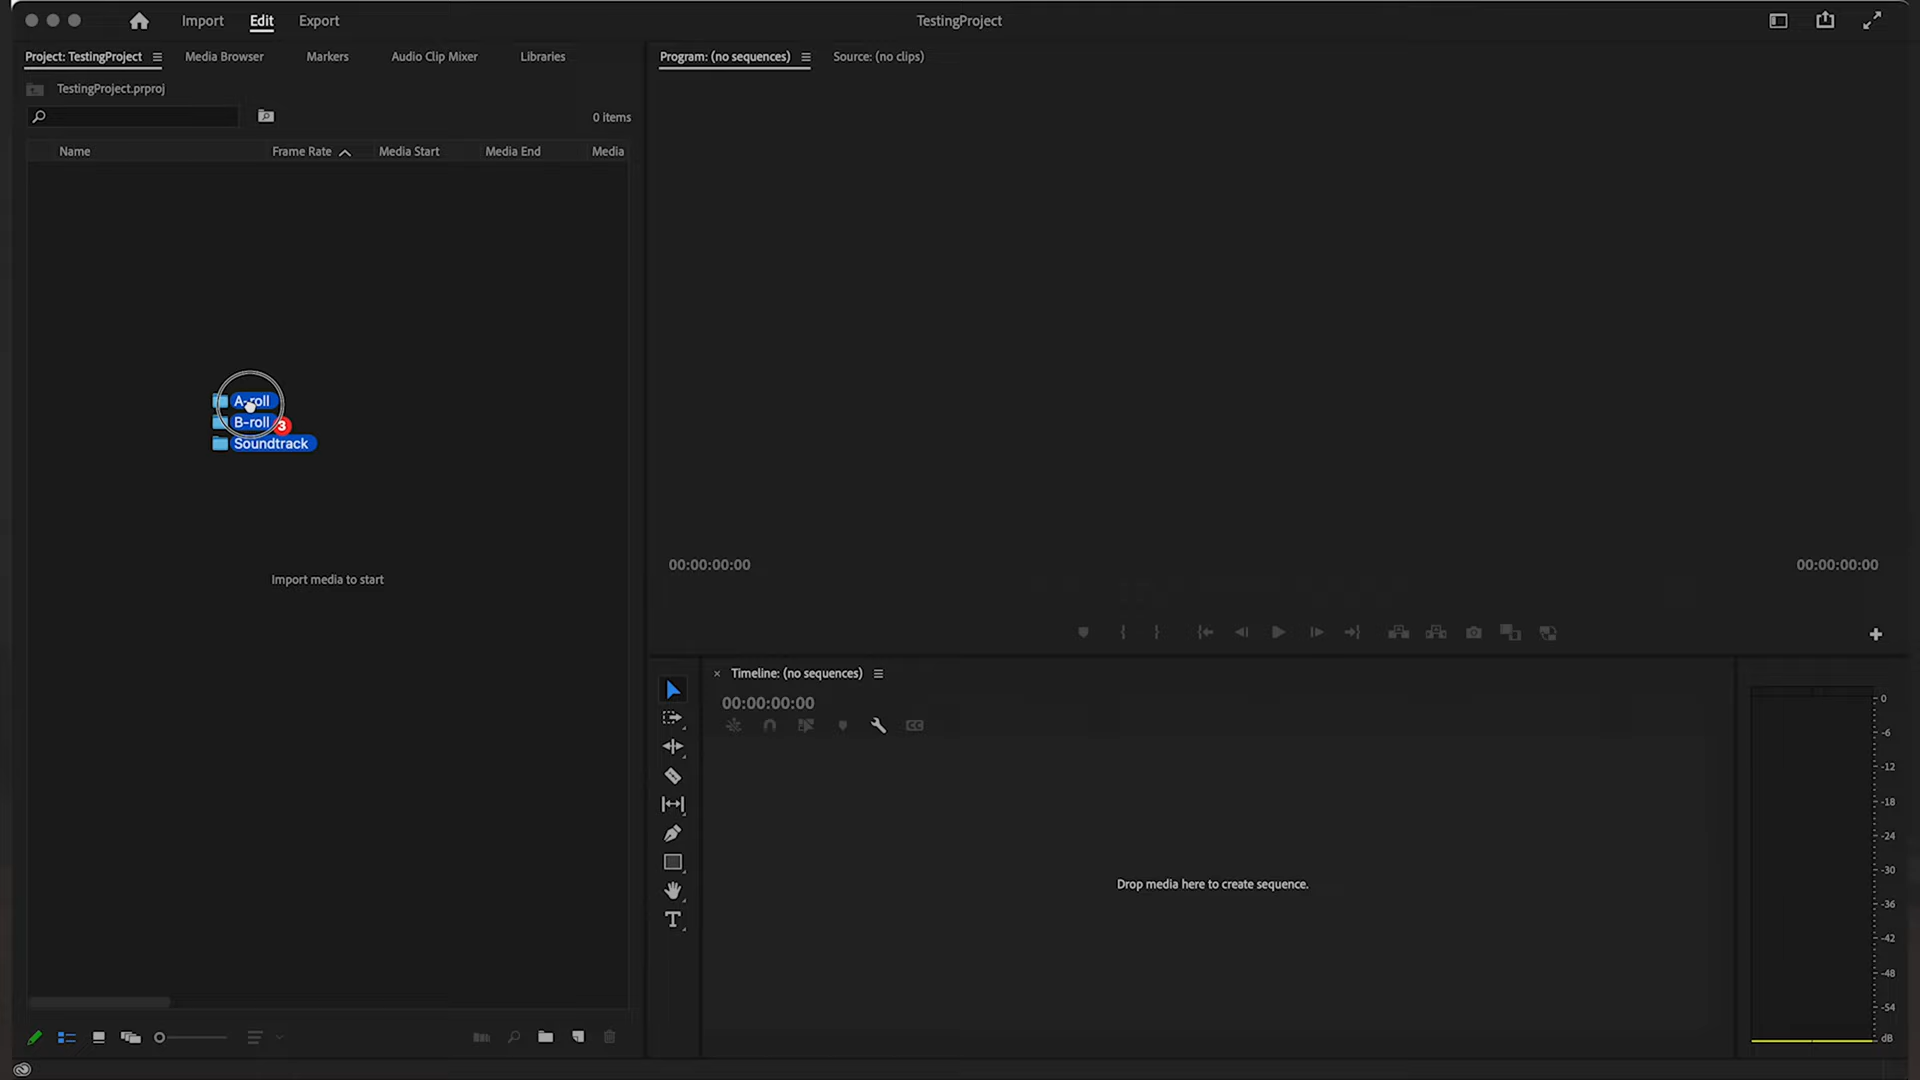 Import Edit Export TestingProject
Project: TestingProject Media Browser Markers Audio Clip Mixer Libraries Program: (no sequences) Source: (no clips)
TestingProject.prproj
0 items
Name Frame Rate Media Start Media End Media
A-roll
B-roll 3
Soundtrack
00:00:00:00 00:00:00:00
Import media to start
Timeline: (no sequences)
00:00:00:00
CC
T
Drop media here to create sequence.
0
-6
-12
-18
-24
-30
-36
-42
-48
-54
dB